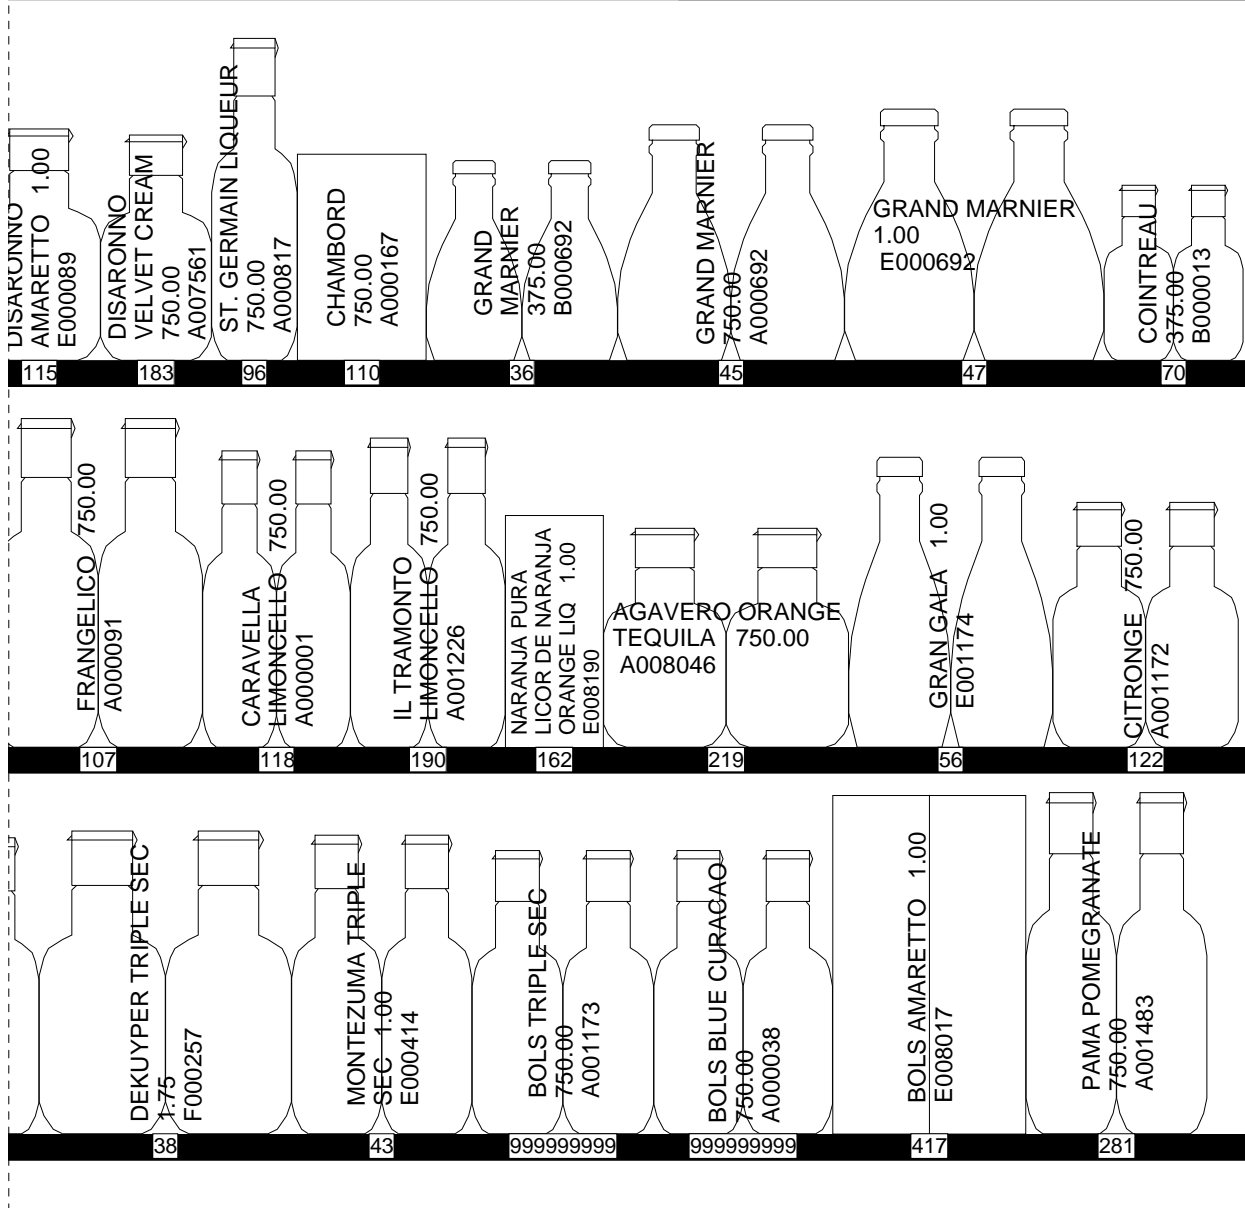 DISARONNO
AMARETTO 1.00
E000089
DISARONNO
VELVET CREAM
750.00
A007561
ST. GERMAIN LIQUEUR
750.00
A000817
CHAMBORD
750.00
A000167
GRAND
MARNIER
375.00
B000692
GRAND MARNIER
750.00
A000692
GRAND MARNIER
1.00
E000692
COINTREAU
375.00
B000013
115 183 96 110 36 45 47 70
FRANGELICO 750.00
A000091
CARAVELLA
LIMONCELLO 750.00
A000001
IL TRAMONTO
LIMONCELLO 750.00
A001226
NARANJA PURA
LICOR DE NARANJA
ORANGE LIQ 1.00
E008190
AGAVERO ORANGE
TEQUILA 750.00
A008046
GRAN GALA 1.00
E001174
CITRONGE 750.00
A001172
107 118 190 162 219 56 122
DEKUYPER TRIPLE SEC
1.75
F000257
MONTEZUMA TRIPLE
SEC 1.00
E000414
BOLS TRIPLE SEC
750.00
A001173
BOLS BLUE CURACAO
750.00
A000038
BOLS AMARETTO 1.00
E008017
PAMA POMEGRANATE
750.00
A001483
38 43 999999999 999999999 417 281